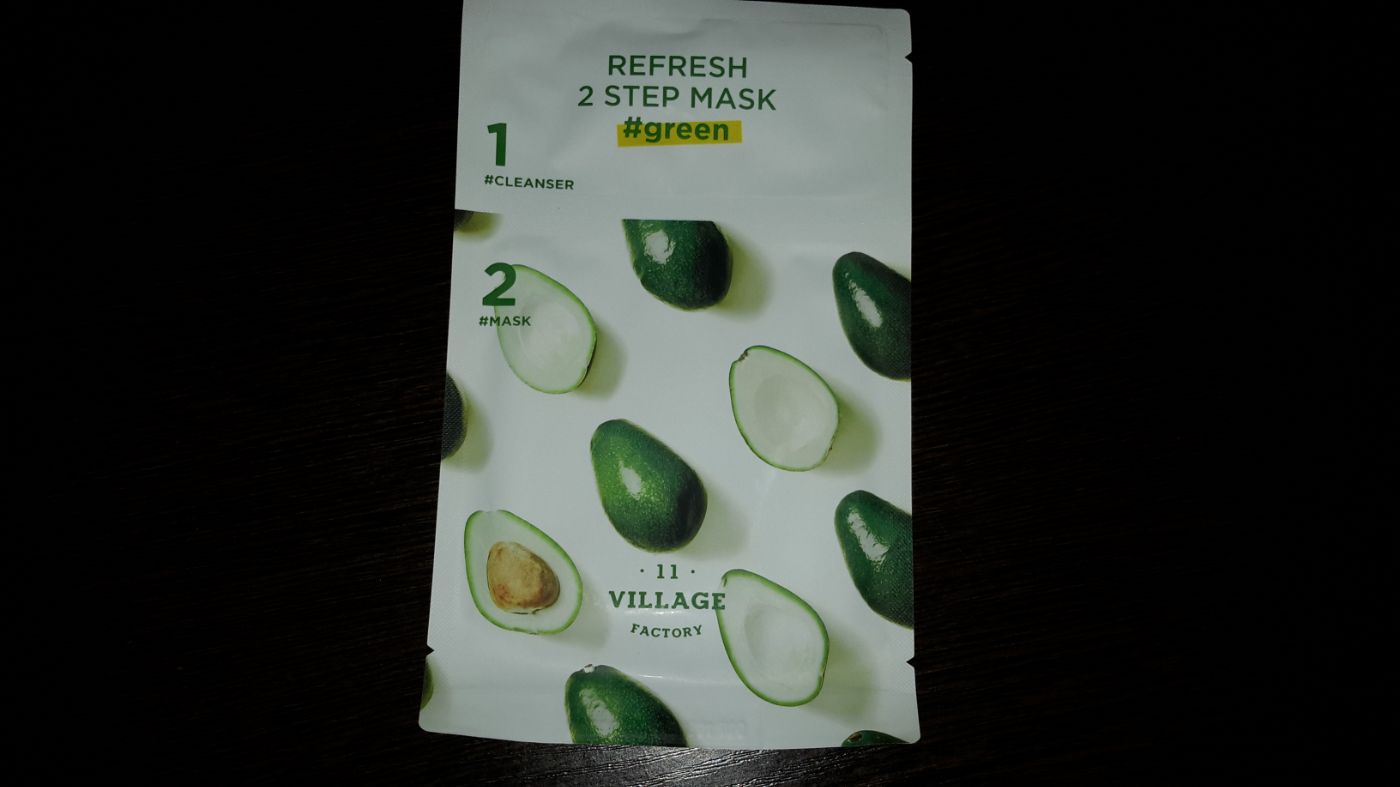 REFRESH
2 STEP MASK
#green
1
#CLEANSER
2
#MASK
· 11 ·
VILLAGE
FACTORY